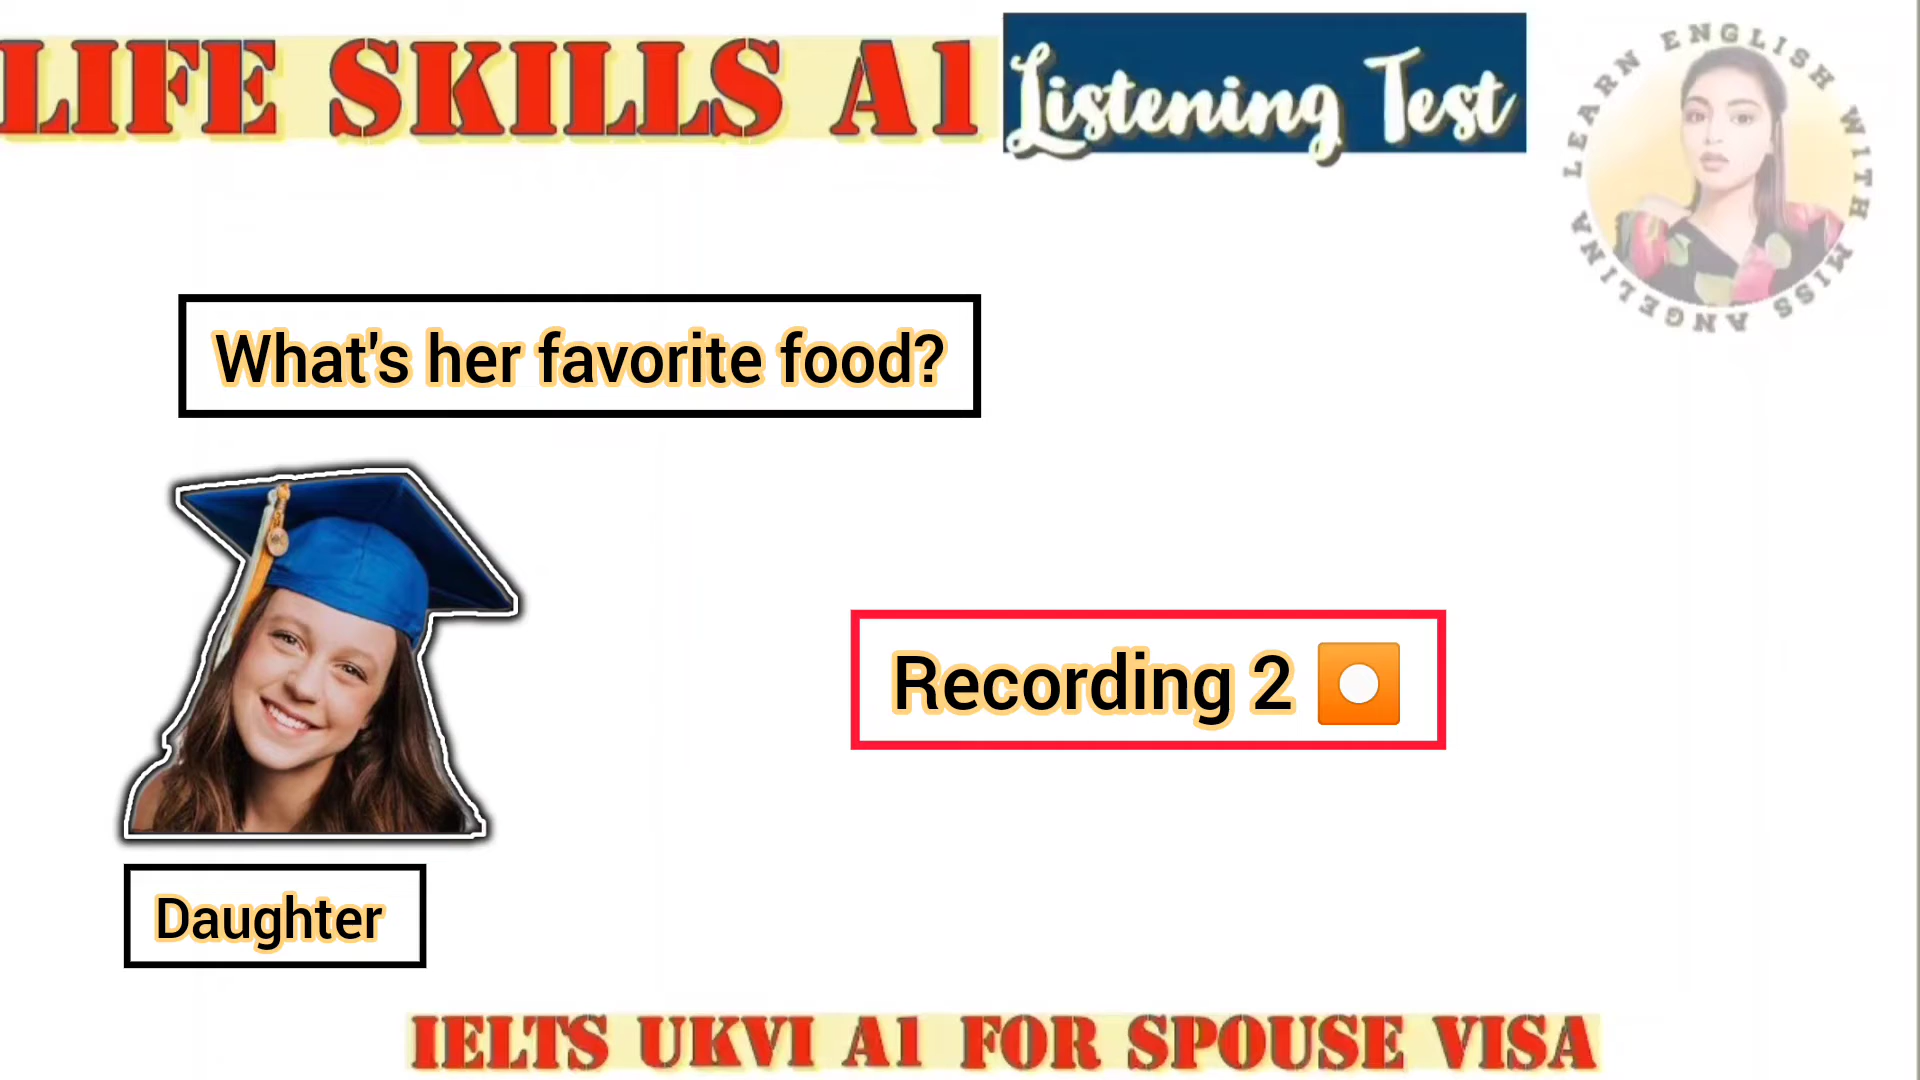 LIFE SKILLS A1 Listening Test
LEARN ENGLISH WITH MISS ANGELINA
What's her favorite food?
Recording 2
Daughter
IELTS UKVI A1 FOR SPOUSE VISA